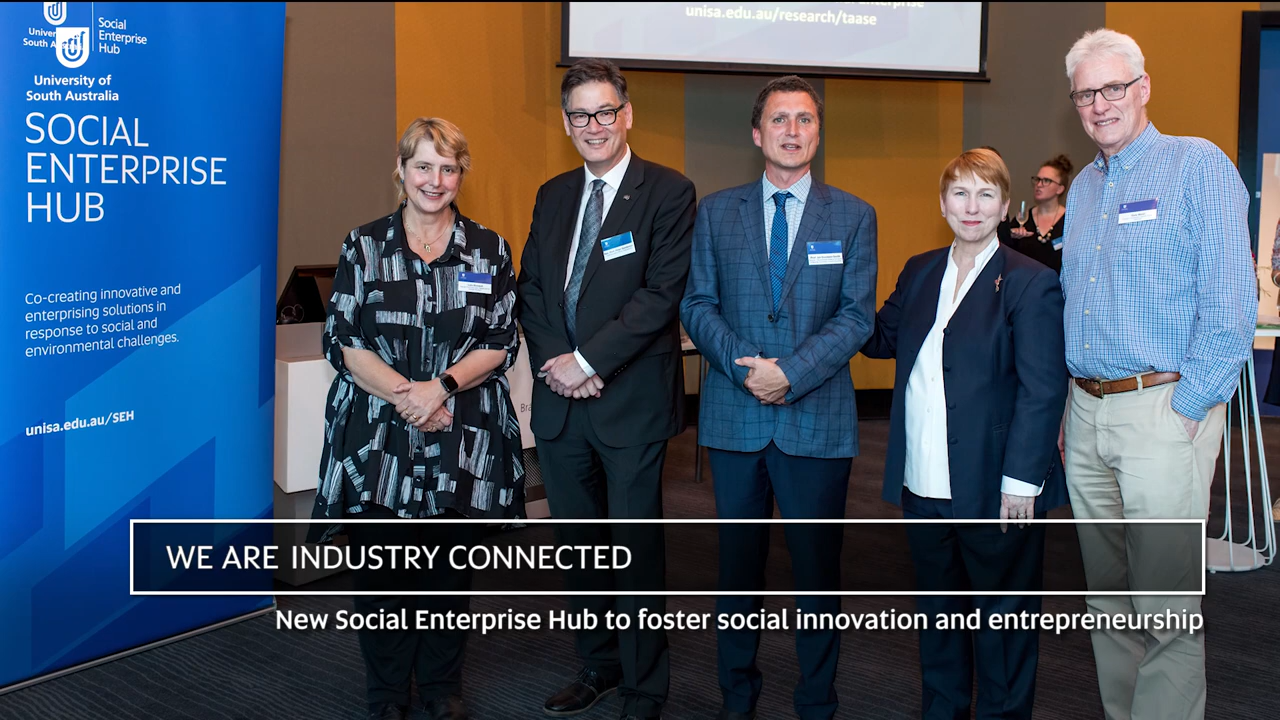 University of
South Australia
Social
Enterprise
Hub
University of
South Australia
SOCIAL
ENTERPRISE
HUB
Co-creating innovative and
enterprising solutions in
response to social and
environmental challenges.
unisa.edu.au/SEH
unisa.edu.au/research/taase
Bra
WE ARE INDUSTRY CONNECTED
New Social Enterprise Hub to foster social innovation and entrepreneurship